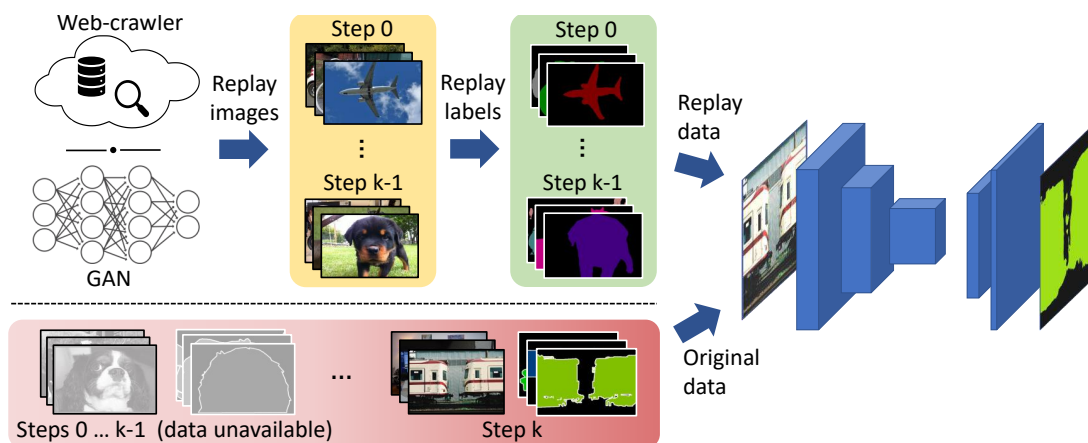 Web-crawler
GAN
Replay
images
Step 0
⋮
Step k-1
Replay
labels
Step 0
⋮
Step k-1
Replay
data
Steps 0 ... k-1 (data unavailable)
...
Step k
Original
data